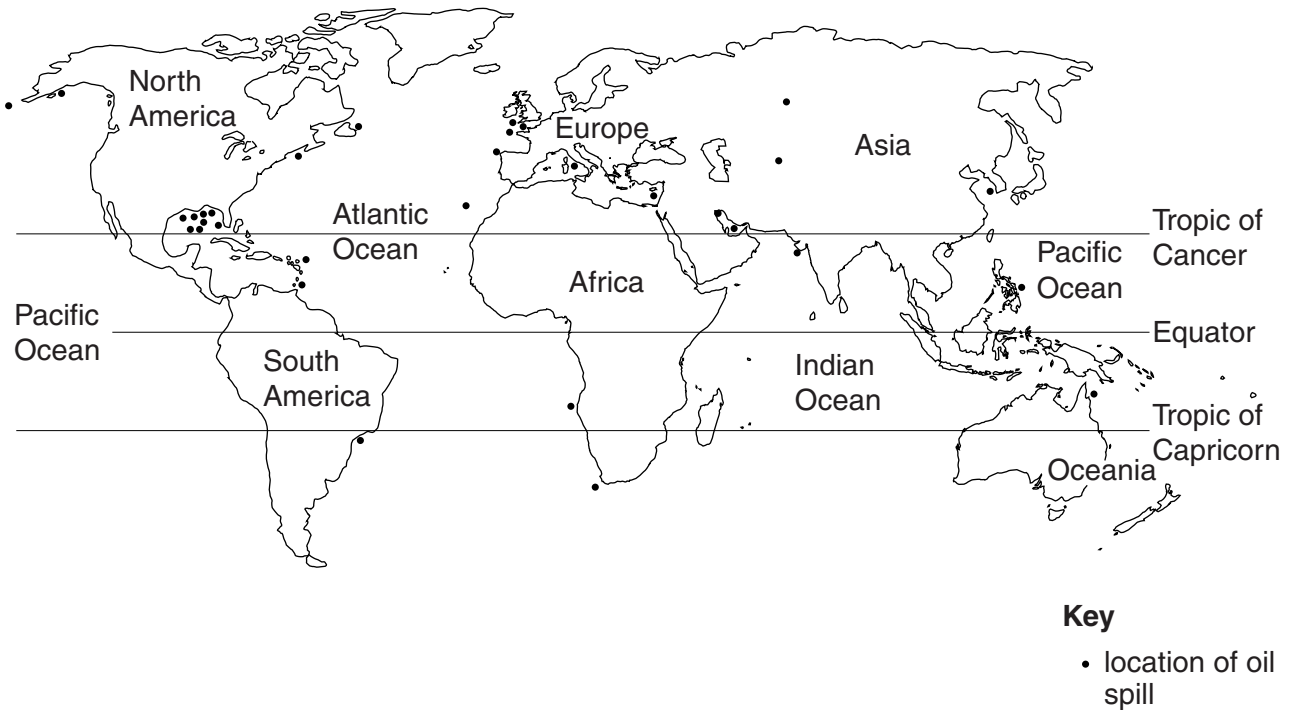 North
America
Europe
Asia
Atlantic
Ocean
Tropic of
Cancer
Pacific
Ocean
Africa
Pacific
Ocean
Equator
South
America
Indian
Ocean
Tropic of
Capricorn
Oceania
Key
location of oil
spill